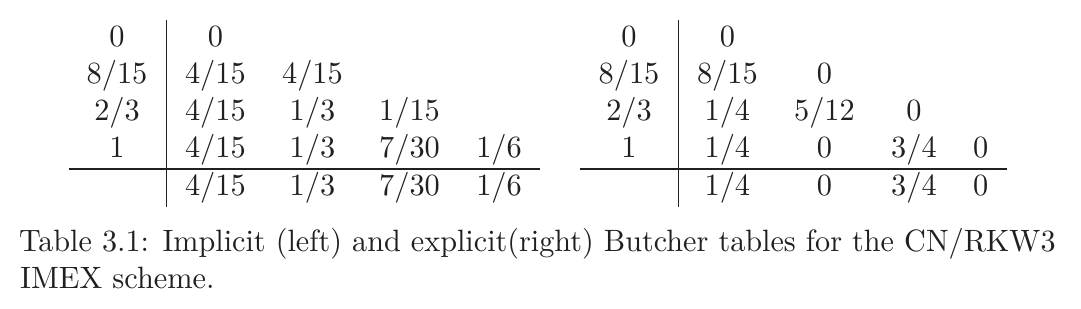 0 0 0 0
8/15 4/15 4/15 8/15 8/15 0
2/3 4/15 1/3 1/15 2/3 1/4 5/12 0
1 4/15 1/3 7/30 1/6 1 1/4 0 3/4 0
4/15 1/3 7/30 1/6 1/4 0 3/4 0
Table 3.1: Implicit (left) and explicit(right) Butcher tables for the CN/RKW3
IMEX scheme.